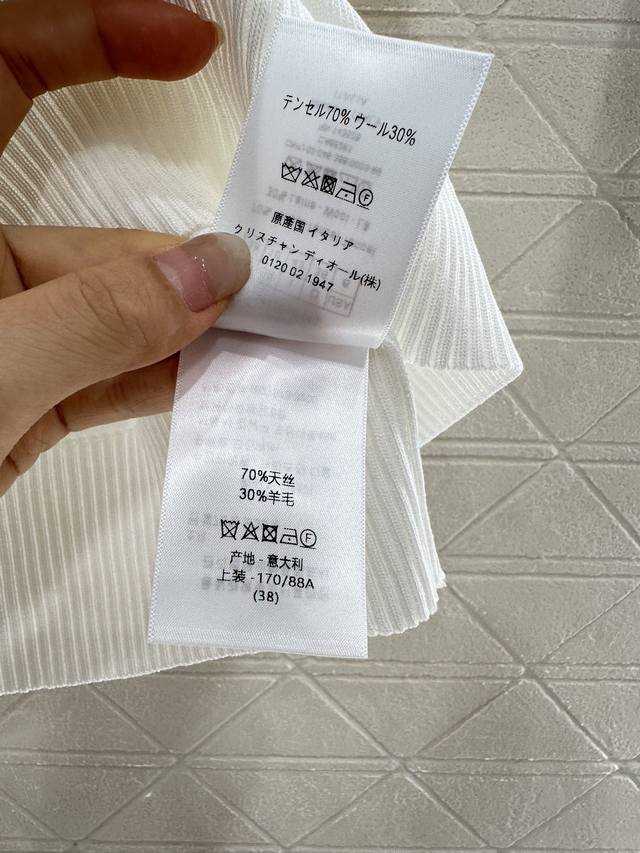 テンセル70% ウール30%
原産国 イタリア
クリスチャン ディオール(株)
0120 02 1947
70%天丝
30%羊毛
产地 - 意大利
上装 -170/88A
(38)